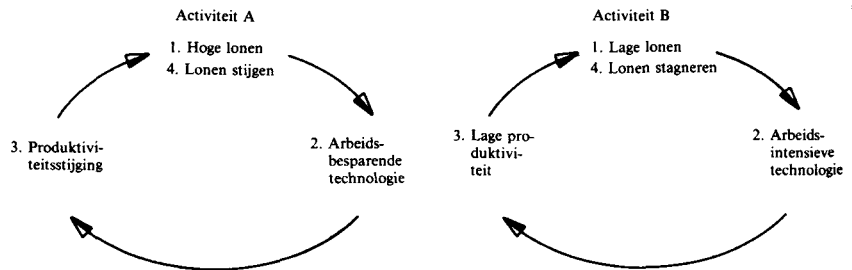 Activiteit A
1. Hoge lonen
4. Lonen stijgen
2. Arbeids-
besparende
technologie
3. Produktivi-
teitsstijging
Activiteit B
1. Lage lonen
4. Lonen stagneren
2. Arbeids-
intensieve
technologie
3. Lage pro-
duktivi-
teit